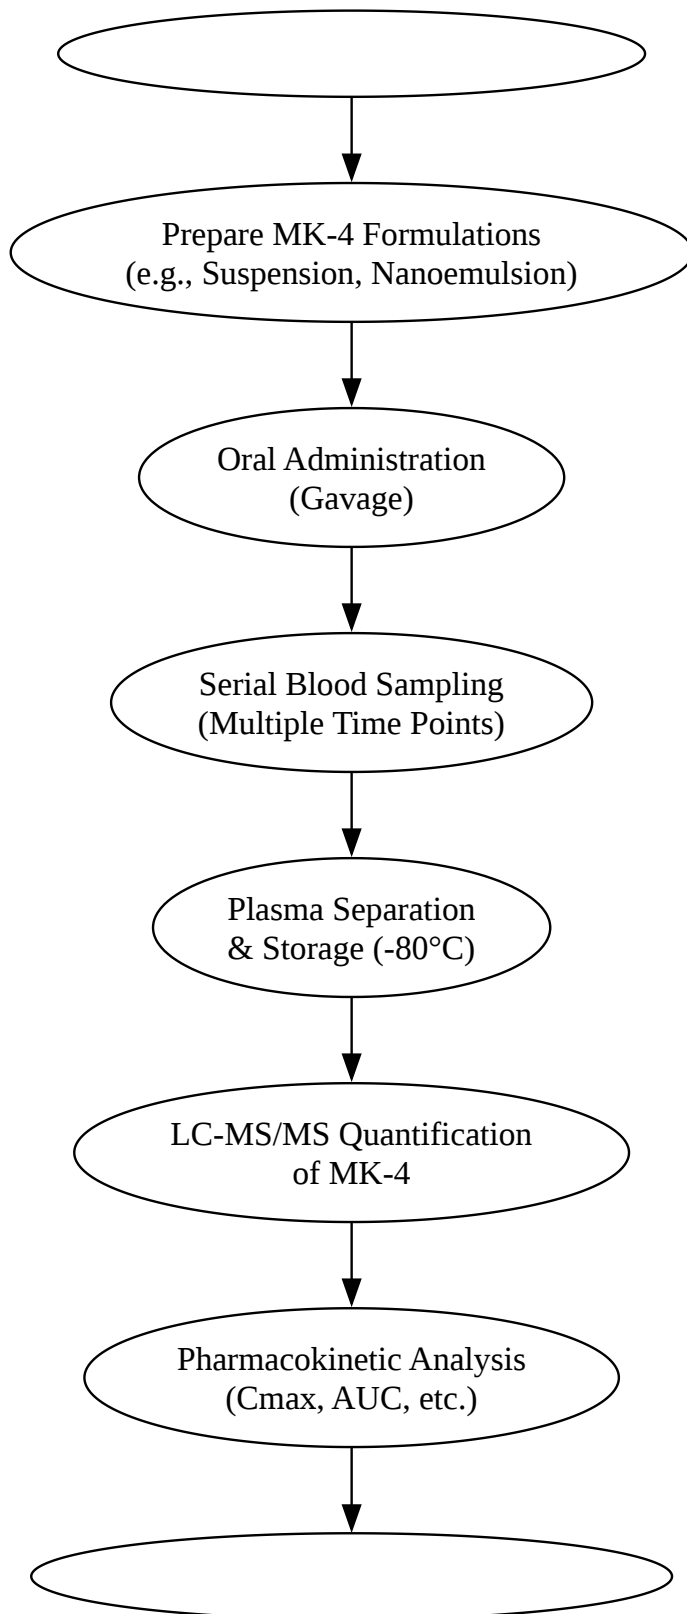 Prepare MK-4 Formulations
(e.g., Suspension, Nanoemulsion)
Oral Administration
(Gavage)
Serial Blood Sampling
(Multiple Time Points)
Plasma Separation
& Storage (-80°C)
LC-MS/MS Quantification
of MK-4
Pharmacokinetic Analysis
(Cmax, AUC, etc.)